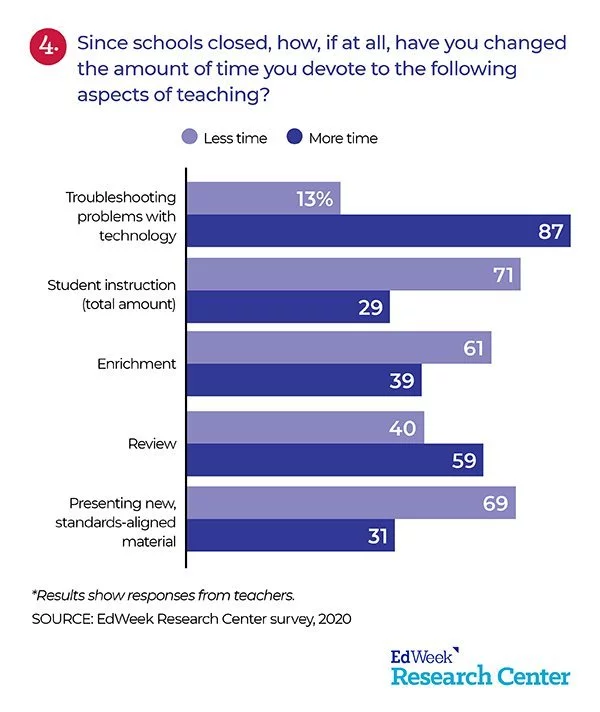 4.
Since schools closed, how, if at all, have you changed
the amount of time you devote to the following
aspects of teaching?
Less time
More time
Troubleshooting
problems with
technology
13%
87
Student instruction
(total amount)
71
29
Enrichment
61
39
Review
40
59
Presenting new,
standards-aligned
material
69
31
*Results show responses from teachers.
SOURCE: EdWeek Research Center survey, 2020
EdWeek
Research Center